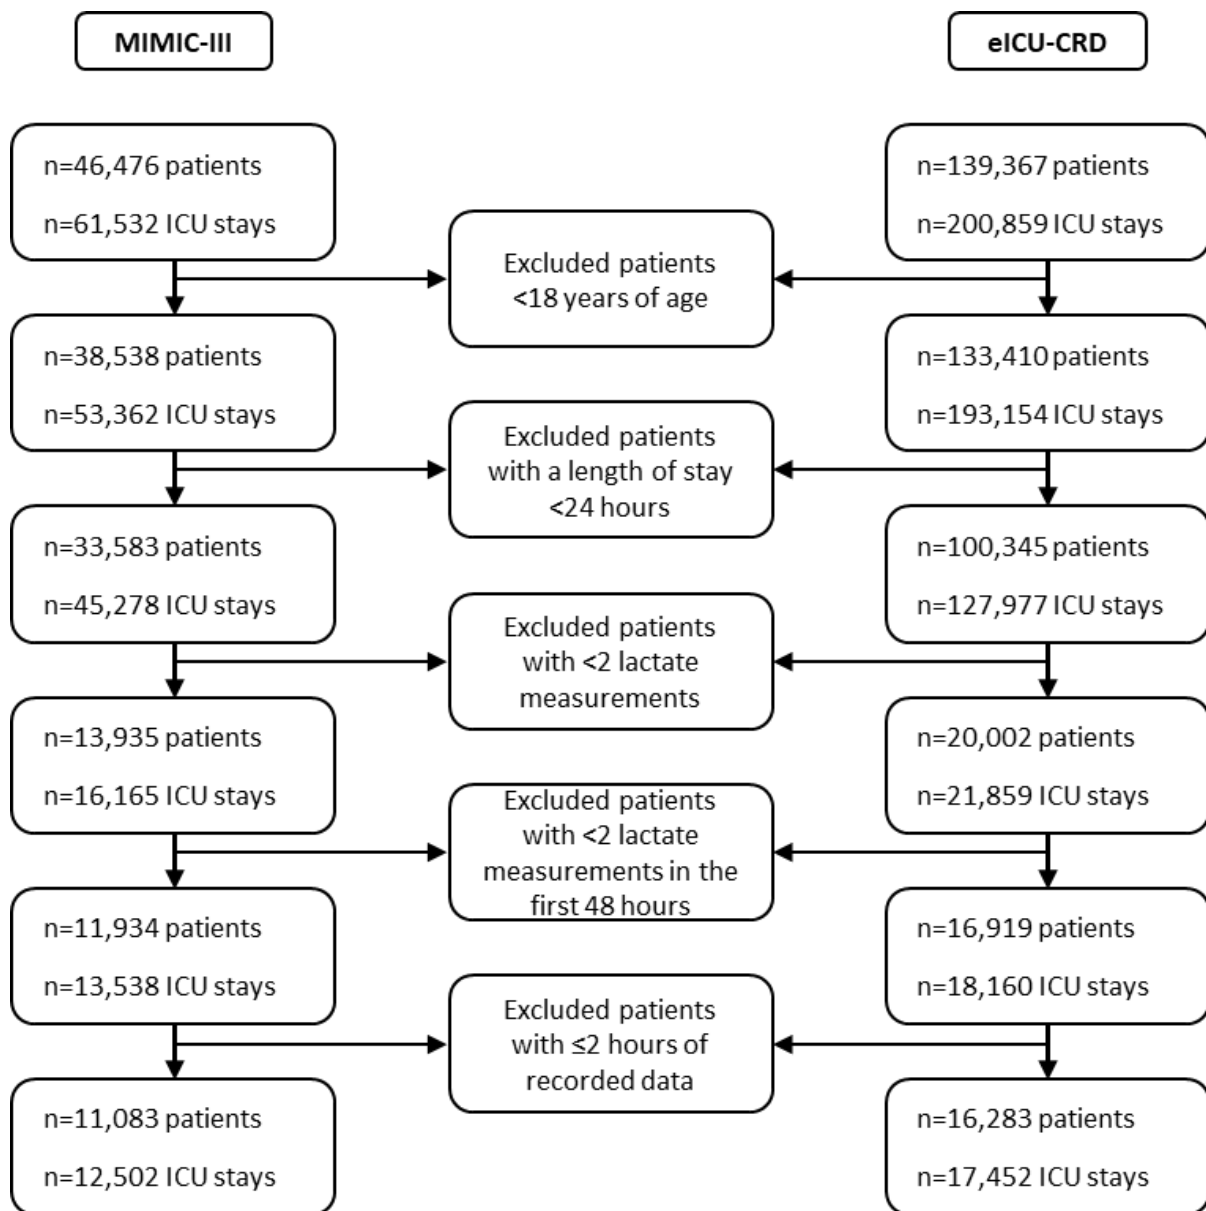 MIMIC-III
eICU-CRD
n=46,476 patients
n=61,532 ICU stays
n=139,367 patients
n=200,859 ICU stays
Excluded patients
<18 years of age
n=38,538 patients
n=53,362 ICU stays
n=133,410 patients
n=193,154 ICU stays
Excluded patients
with a length of stay
<24 hours
n=33,583 patients
n=45,278 ICU stays
n=100,345 patients
n=127,977 ICU stays
Excluded patients
with <2 lactate
measurements
n=13,935 patients
n=16,165 ICU stays
n=20,002 patients
n=21,859 ICU stays
Excluded patients
with <2 lactate
measurements in the
first 48 hours
n=11,934 patients
n=13,538 ICU stays
n=16,919 patients
n=18,160 ICU stays
Excluded patients
with ≤2 hours of
recorded data
n=11,083 patients
n=12,502 ICU stays
n=16,283 patients
n=17,452 ICU stays